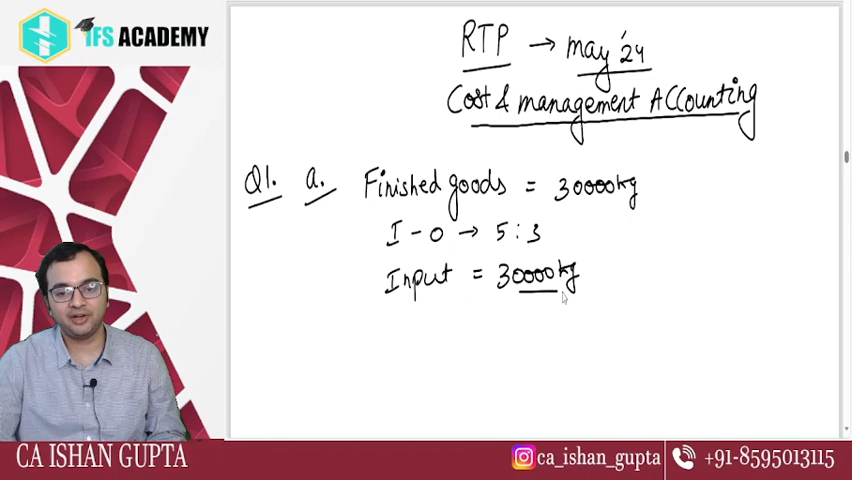 IFS ACADEMY
RTP → may '24
Cost & management Accounting
Q1. a. Finished goods = 30000kg
I - O → 5 : 3
Input = 30000kg
CA ISHAN GUPTA
ca_ishan_gupta
+91-8595013115